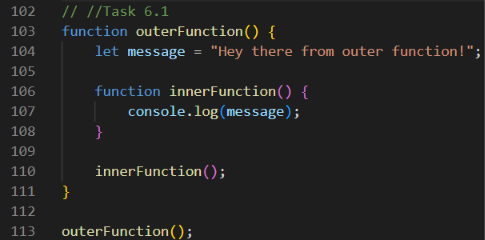 102 // //Task 6.1
103 function outerFunction() {
104     let message = "Hey there from outer function!";
105
106     function innerFunction() {
107         console.log(message);
108     }
109
110     innerFunction();
111 }
112
113 outerFunction();